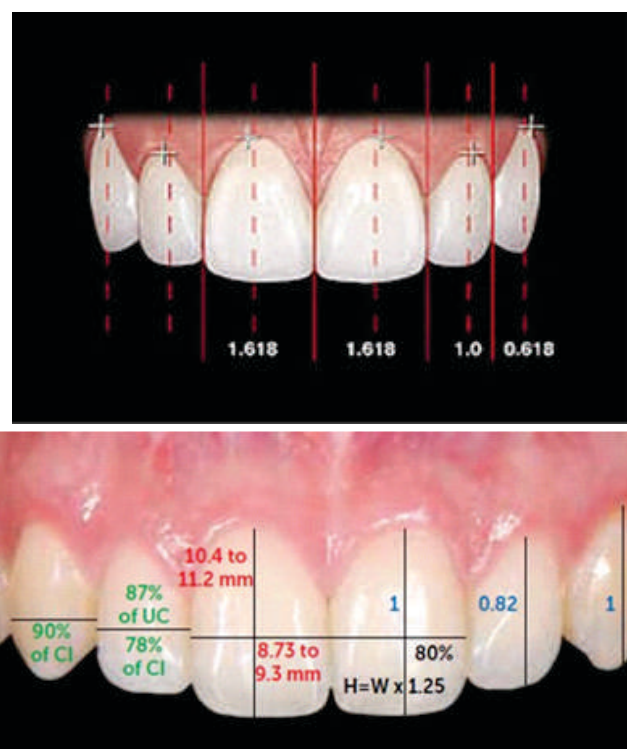 1.618
1.618
1.0
0.618
10.4 to
11.2 mm
87%
of UC
90%
of CI
78%
of CI
8.73 to
9.3 mm
1
0.82
1
80%
H=W x 1.25